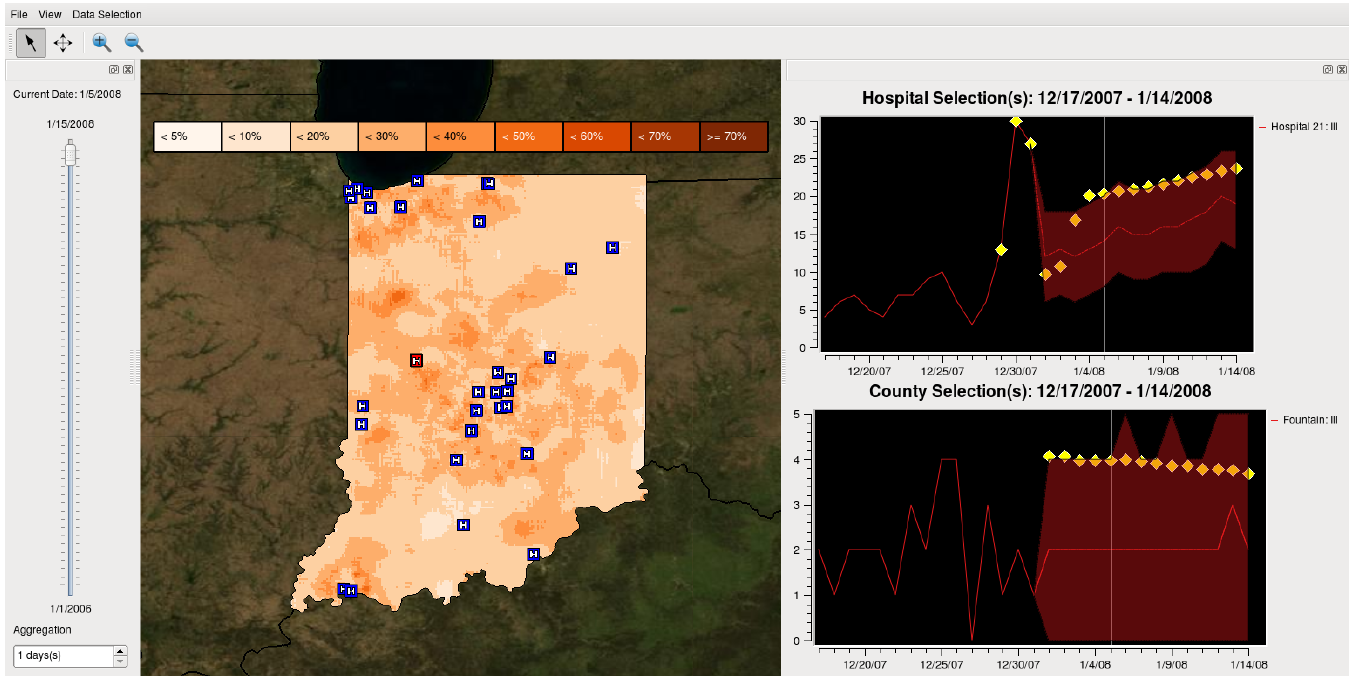 File View Data Selection
Current Date: 1/5/2008
1/15/2008
1/1/2006
Aggregation
1 days(s)
< 5% < 10% < 20% < 30% < 40% < 50% < 60% < 70% >= 70%
H H H H H H H H H H H H H H H H H H H H H H H H H H H H H H
Hospital Selection(s): 12/17/2007 - 1/14/2008
30
25
20
15
10
5
0
12/20/07 12/25/07 12/30/07 1/4/08 1/9/08 1/14/08
Hospital 21: Ill
County Selection(s): 12/17/2007 - 1/14/2008
5
4
3
2
1
0
12/20/07 12/25/07 12/30/07 1/4/08 1/9/08 1/14/08
Fountain: Ill